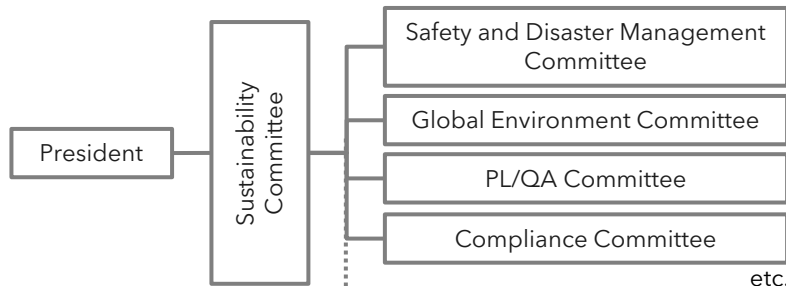 President
Sustainability
Committee
Safety and Disaster Management
Committee
Global Environment Committee
PL/QA Committee
Compliance Committee
etc.